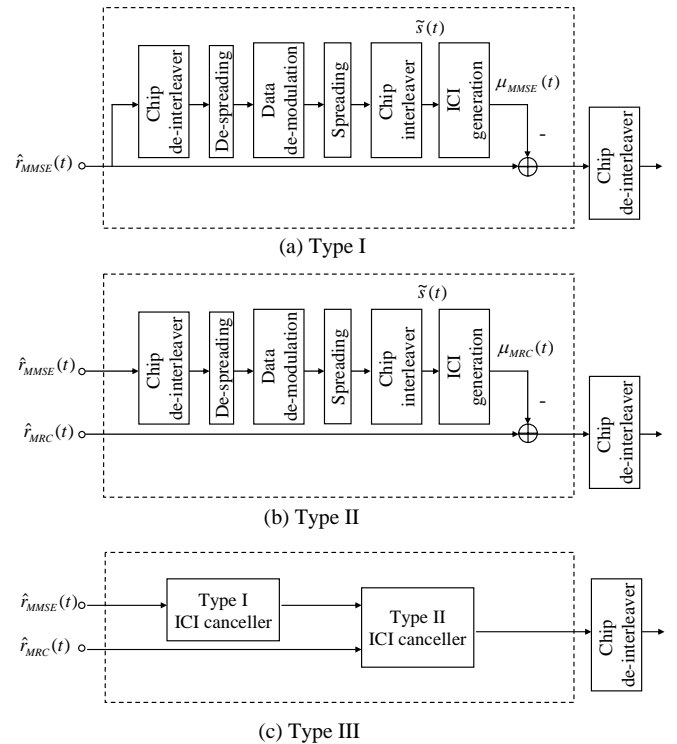 s̃(t)
Chip
de-interleaver
De-spreading
Data
de-modulation
Spreading
Chip
interleaver
ICI
generation
μ_MMSE(t)
-
r̂_MMSE(t)
Chip
de-interleaver
(a) Type I
s̃(t)
Chip
de-interleaver
De-spreading
Data
de-modulation
Spreading
Chip
interleaver
ICI
generation
μ_MRC(t)
-
r̂_MMSE(t)
r̂_MRC(t)
Chip
de-interleaver
(b) Type II
r̂_MMSE(t)
r̂_MRC(t)
Type I
ICI canceller
Type II
ICI canceller
Chip
de-interleaver
(c) Type III